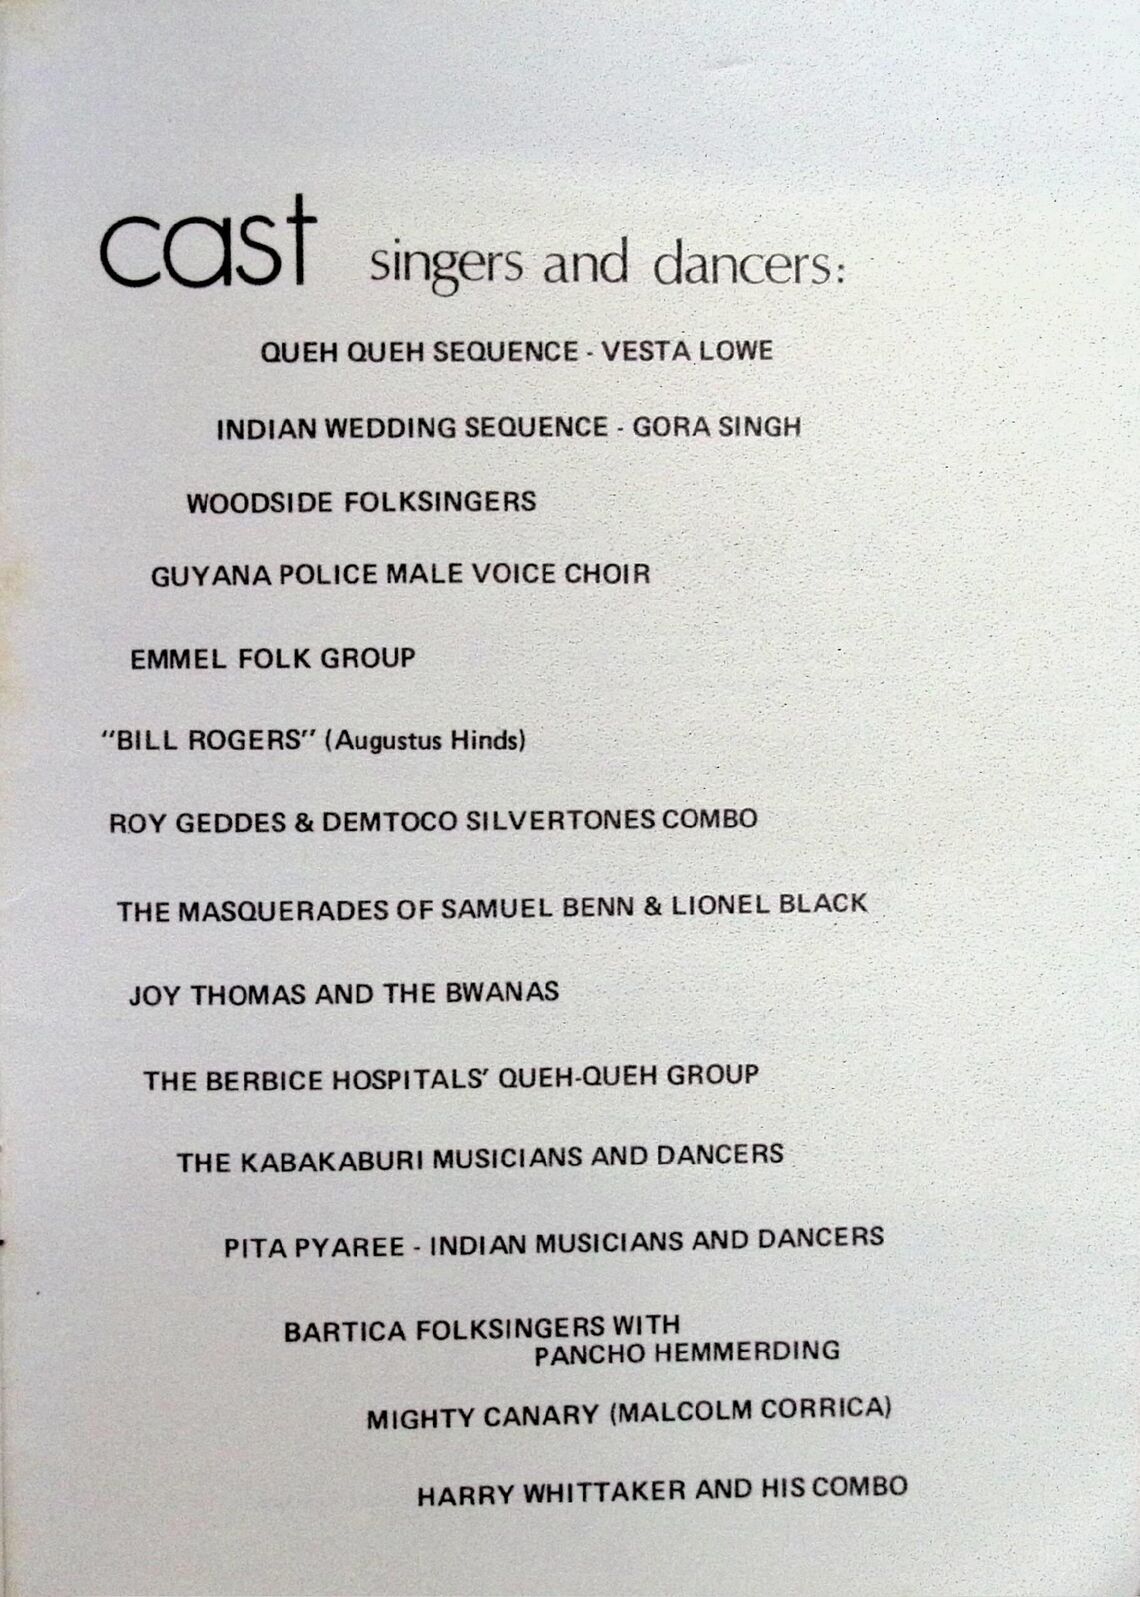 cast singers and dancers:
QUEH QUEH SEQUENCE - VESTA LOWE
INDIAN WEDDING SEQUENCE - GORA SINGH
WOODSIDE FOLKSINGERS
GUYANA POLICE MALE VOICE CHOIR
EMMEL FOLK GROUP
"BILL ROGERS" (Augustus Hinds)
ROY GEDDES & DEMTOCO SILVERTONES COMBO
THE MASQUERADES OF SAMUEL BENN & LIONEL BLACK
JOY THOMAS AND THE BWANAS
THE BERBICE HOSPITALS' QUEH-QUEH GROUP
THE KABAKABURI MUSICIANS AND DANCERS
PITA PYAREE - INDIAN MUSICIANS AND DANCERS
BARTICA FOLKSINGERS WITH
PANCHO HEMMERDING
MIGHTY CANARY (MALCOLM CORRICA)
HARRY WHITTAKER AND HIS COMBO